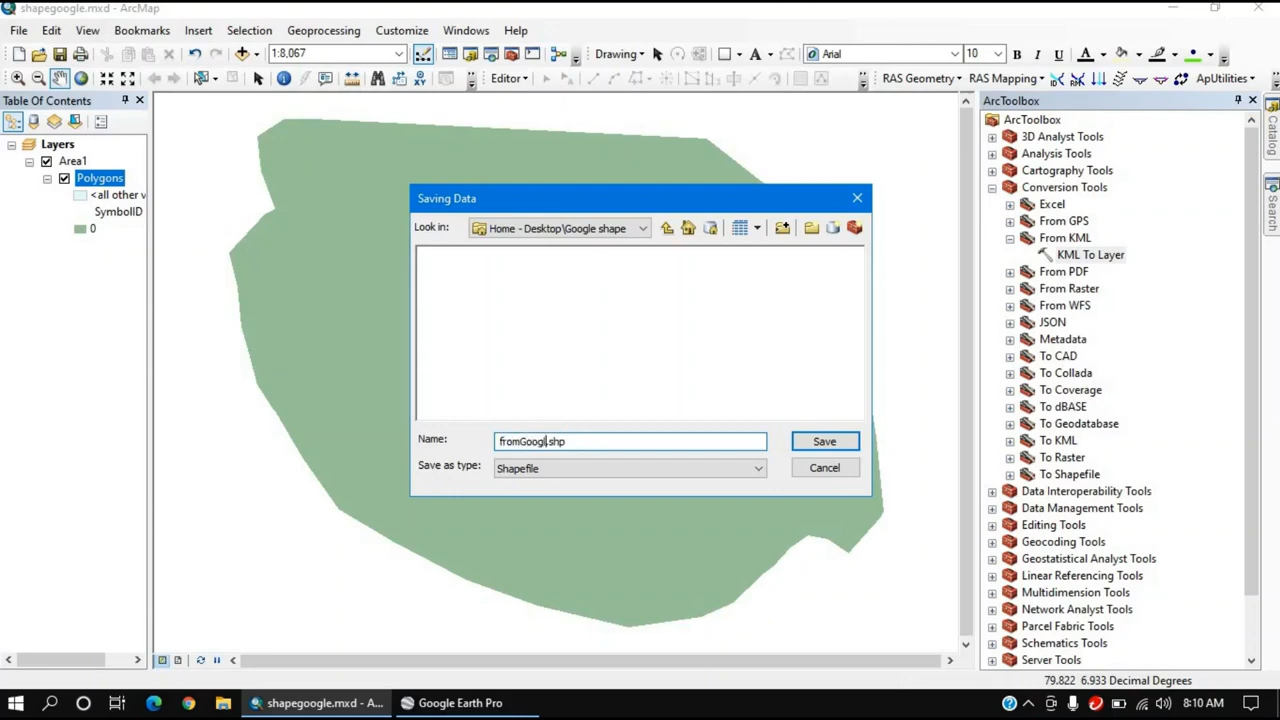 shapegoogle.mxd - ArcMap
File Edit View Bookmarks Insert Selection Geoprocessing Customize Windows Help
1:8,067 Drawing Arial 10 B I U A
Editor RAS Geometry RAS Mapping ApUtilities
Table Of Contents
Layers
Area1
Polygons
<all other v
SymbolID
0
Saving Data
Look in: Home - Desktop\Google shape
Name: fromGoogl.shp Save
Save as type: Shapefile Cancel
ArcToolbox
ArcToolbox
3D Analyst Tools
Analysis Tools
Cartography Tools
Conversion Tools
Excel
From GPS
From KML
KML To Layer
From PDF
From Raster
From WFS
JSON
Metadata
To CAD
To Collada
To Coverage
To dBASE
To Geodatabase
To KML
To Raster
To Shapefile
Data Interoperability Tools
Data Management Tools
Editing Tools
Geocoding Tools
Geostatistical Analyst Tools
Linear Referencing Tools
Multidimension Tools
Network Analyst Tools
Parcel Fabric Tools
Schematics Tools
Server Tools
Catalog
Search
79.822 6.933 Decimal Degrees
shapegoogle.mxd - A... Google Earth Pro 8:10 AM